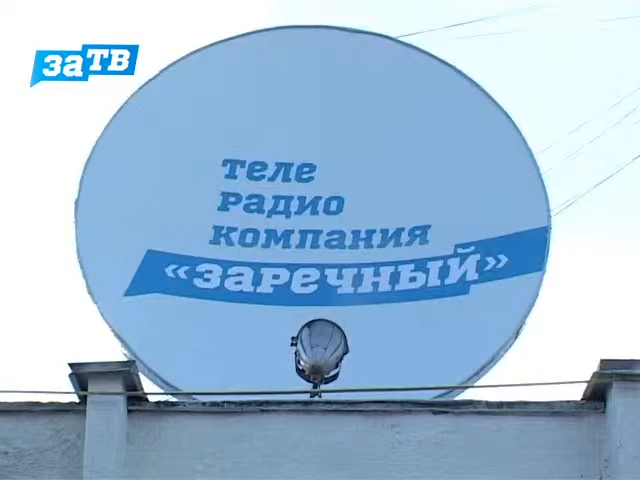 заТВ
теле
радио
компания
«заречный»